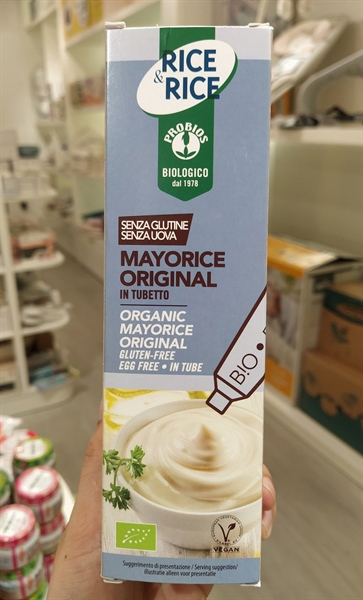 RICE
&
RICE
PROBIOS
BIOLOGICO
dal 1978
SENZA GLUTINE
SENZA UOVA
MAYORICE
ORIGINAL
IN TUBETTO
ORGANIC
MAYORICE
ORIGINAL
GLUTEN-FREE
EGG FREE • IN TUBE
BIO •
VEGAN
Suggerimento di presentazione / Serving suggestion/
illustratie alleen voor presentatie